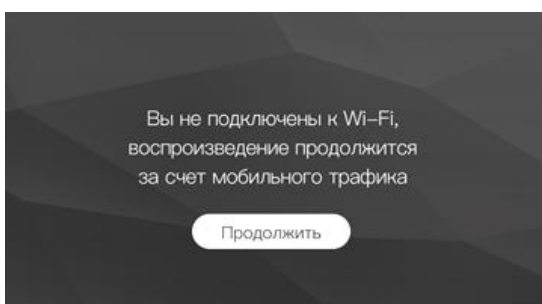 Вы не подключены к Wi-Fi,
воспроизведение продолжится
за счет мобильного трафика
Продолжить